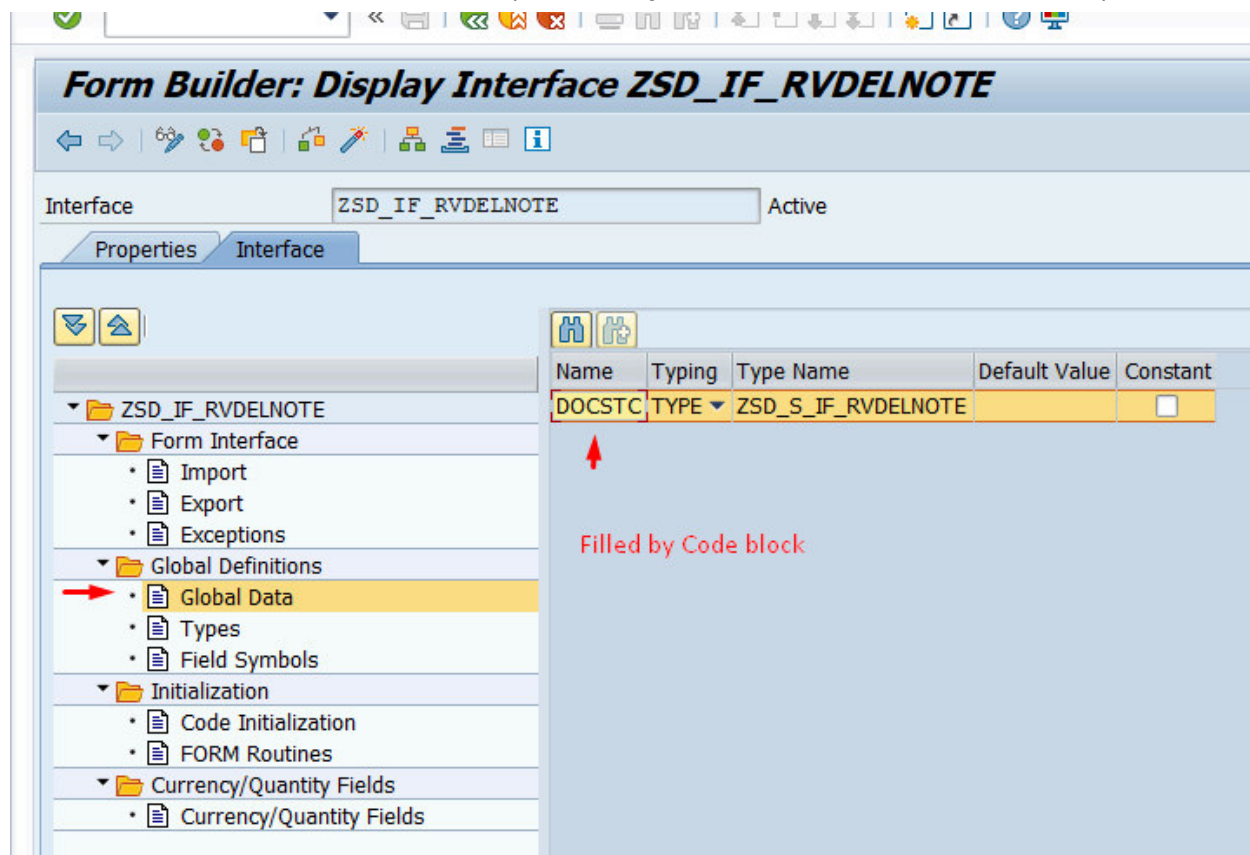 Form Builder: Display Interface ZSD_IF_RVDELNOTE
Interface ZSD_IF_RVDELNOTE Active
Properties Interface
Name Typing Type Name Default Value Constant
DOCSTC TYPE ZSD_S_IF_RVDELNOTE
ZSD_IF_RVDELNOTE
Form Interface
Import
Export
Exceptions
Global Definitions
Global Data
Types
Field Symbols
Initialization
Code Initialization
FORM Routines
Currency/Quantity Fields
Currency/Quantity Fields
Filled by Code block